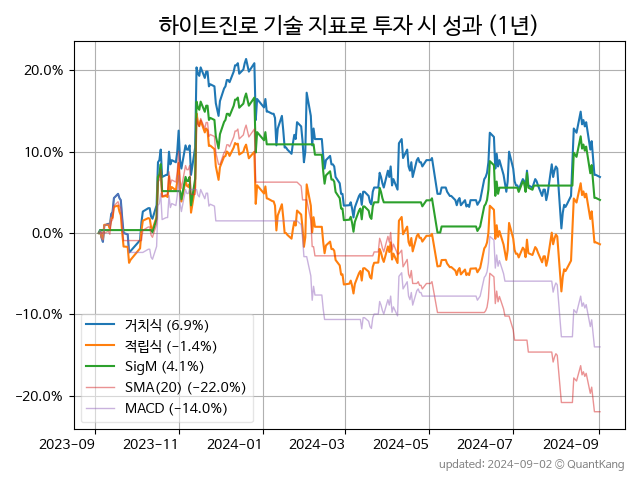 하이트진로 기술 지표로 투자 시 성과 (1년)
20.0%
10.0%
0.0%
−10.0%
−20.0%
거치식 (6.9%)
적립식 (−1.4%)
SigM (4.1%)
SMA(20) (−22.0%)
MACD (−14.0%)
2023-09 2023-11 2024-01 2024-03 2024-05 2024-07 2024-09
updated: 2024-09-02 © QuantKang